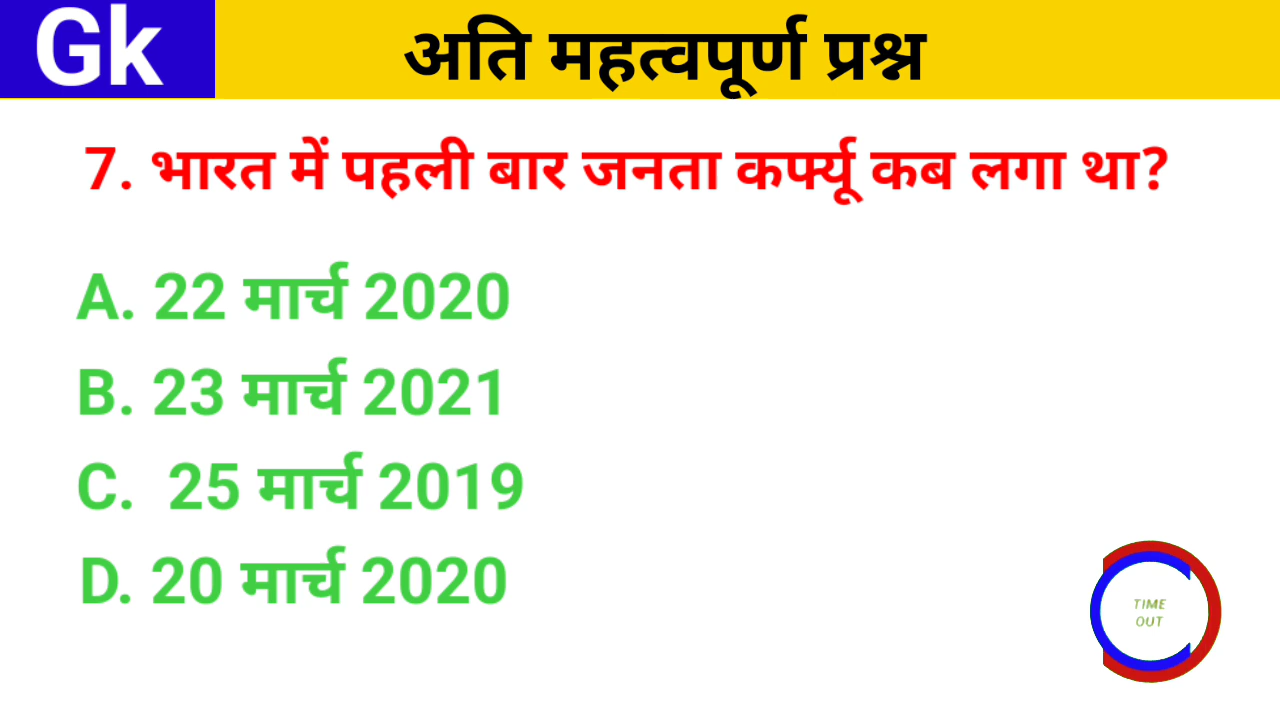 Gk
अति महत्वपूर्ण प्रश्न
7. भारत में पहली बार जनता कर्फ्यू कब लगा था?
A. 22 मार्च 2020
B. 23 मार्च 2021
C. 25 मार्च 2019
D. 20 मार्च 2020
TIME
OUT